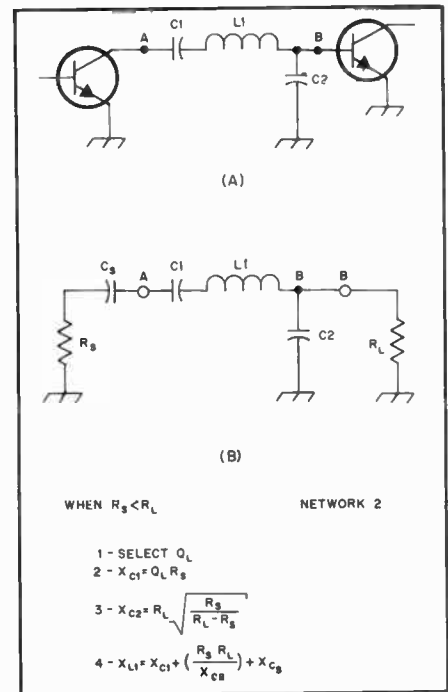 C1 L1
A B
C2
(A)
Cs A C1 L1 B B
Rs C2 RL
(B)
WHEN Rs<RL NETWORK 2
1 - SELECT QL
2 - XC1 = QL Rs
3 - XC2 = RL √(Rs / (RL - Rs))
4 - XL1 = XC1 + (Rs RL / XCB) + XCs